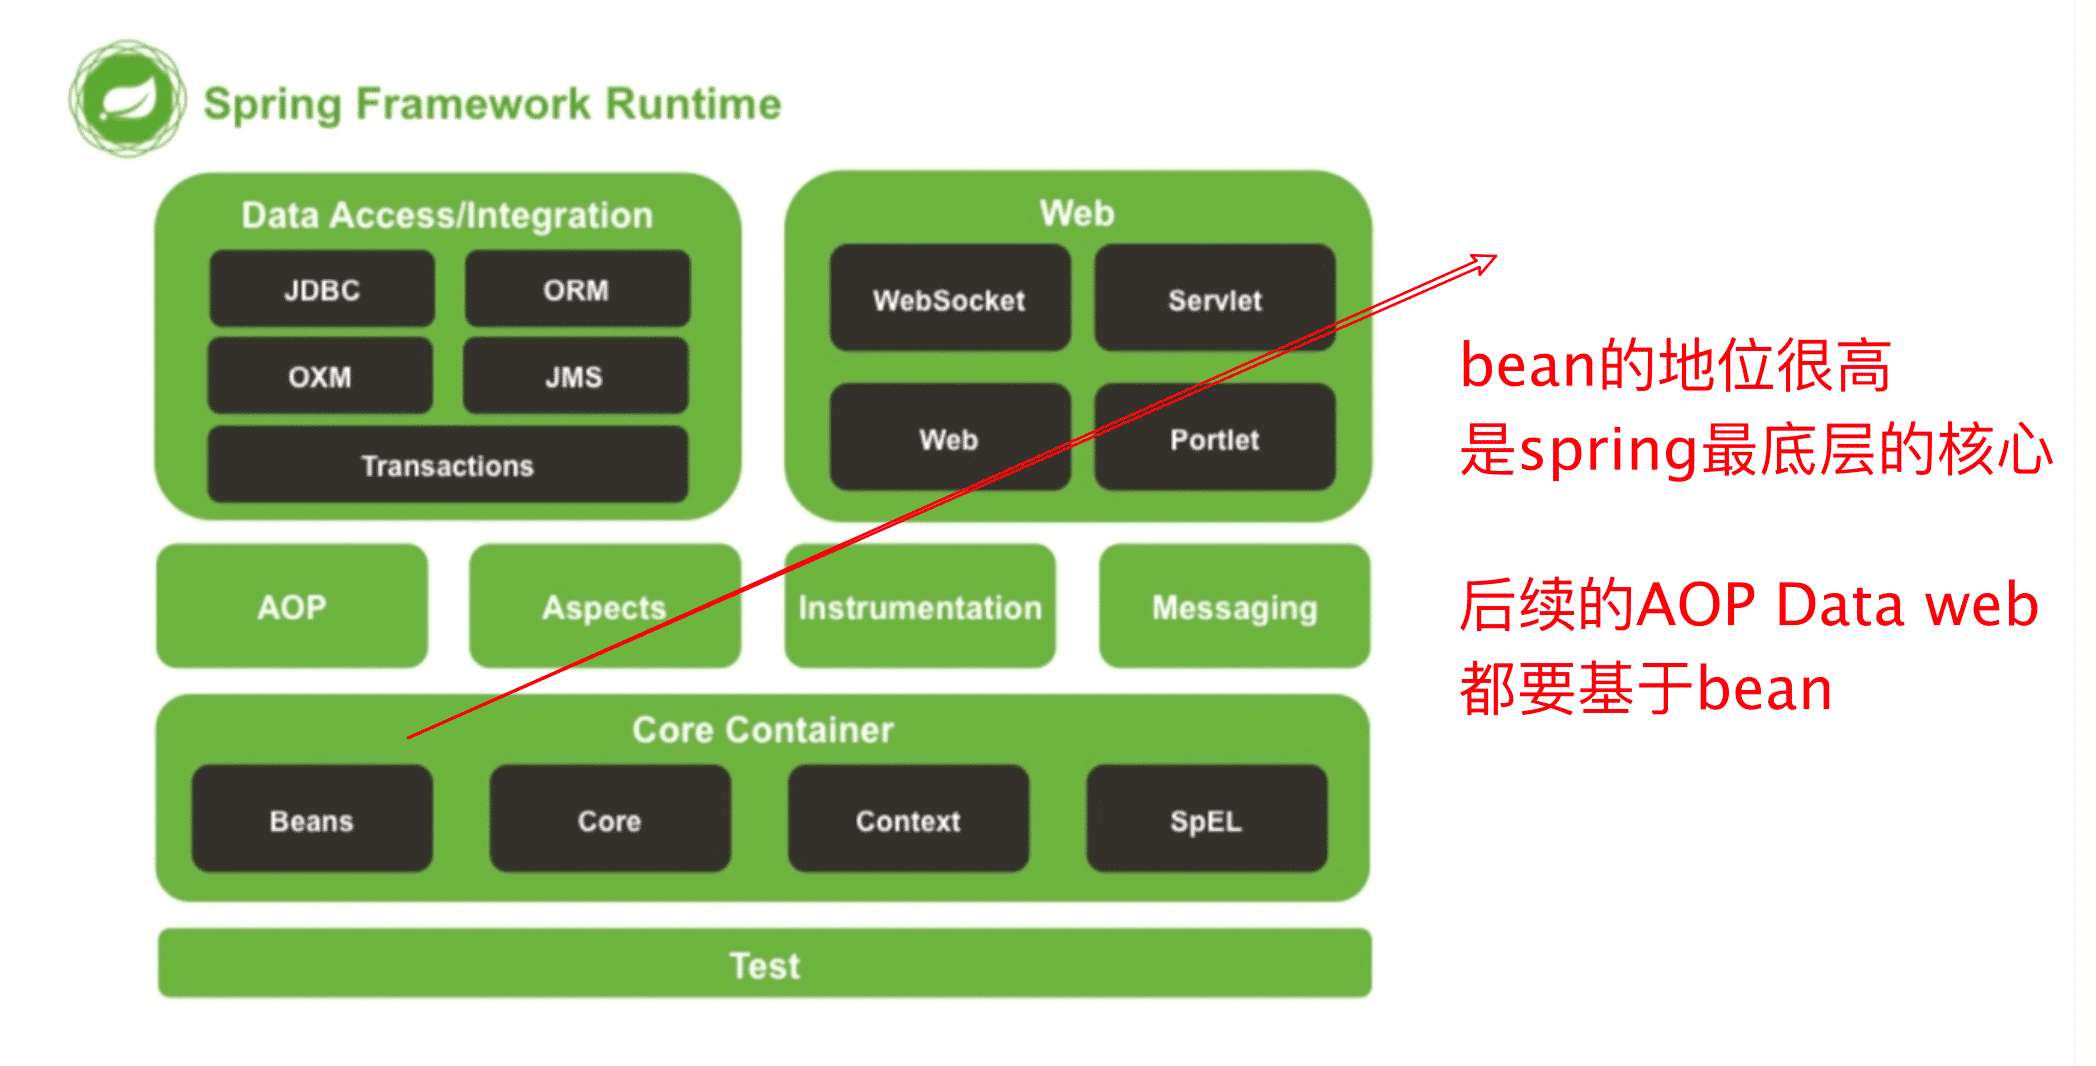 Spring Framework Runtime
Data Access/Integration
JDBC
ORM
OXM
JMS
Transactions
Web
WebSocket
Servlet
Web
Portlet
AOP
Aspects
Instrumentation
Messaging
Core Container
Beans
Core
Context
SpEL
Test
bean的地位很高
是spring最底层的核心
后续的AOP Data web
都要基于bean